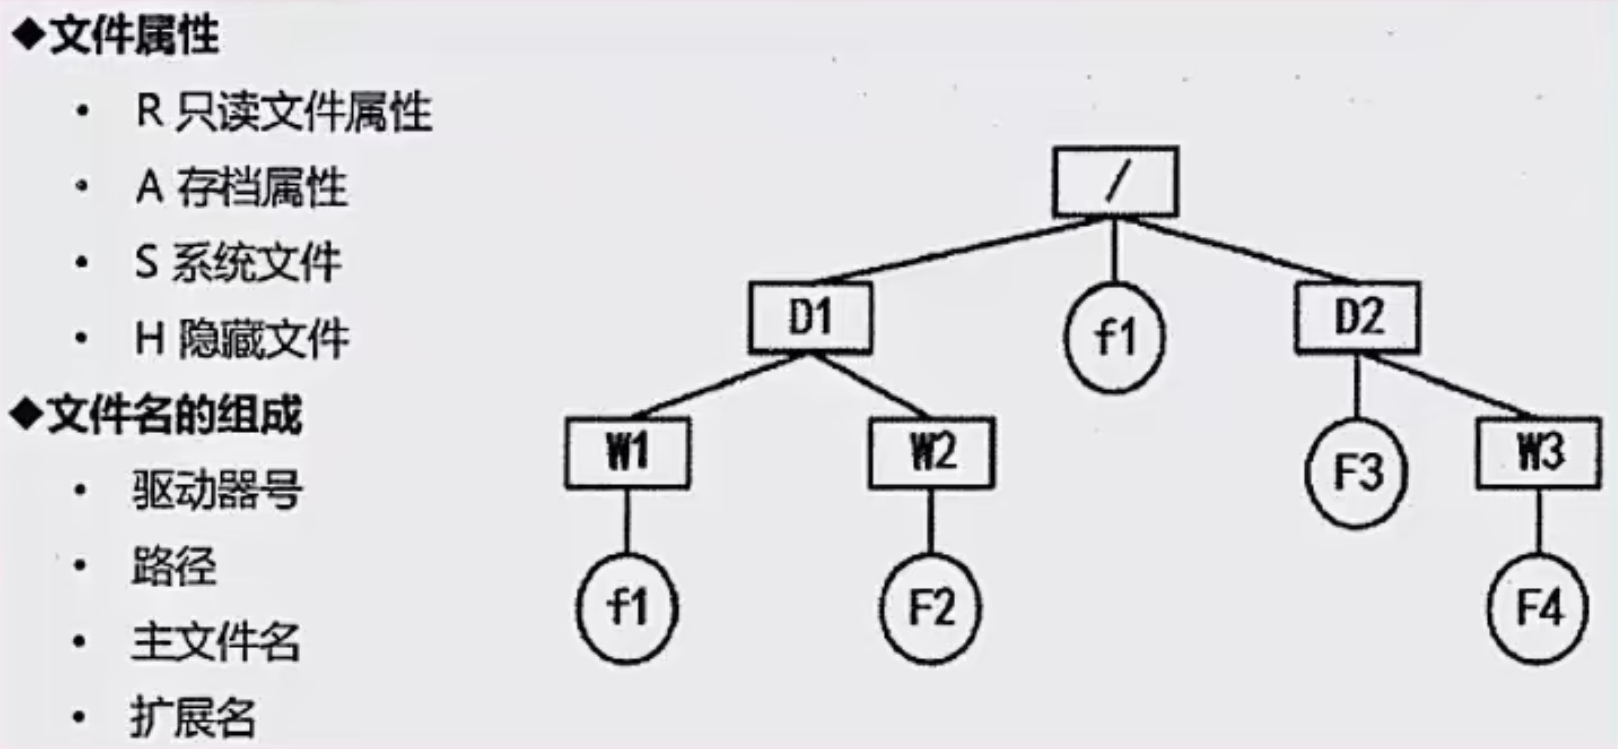 ◆文件属性
• R 只读文件属性
• A 存档属性
• S 系统文件
• H 隐藏文件
◆文件名的组成
• 驱动器号
• 路径
• 主文件名
• 扩展名
/
D1
f1
D2
W1
W2
F3
W3
f1
F2
F4